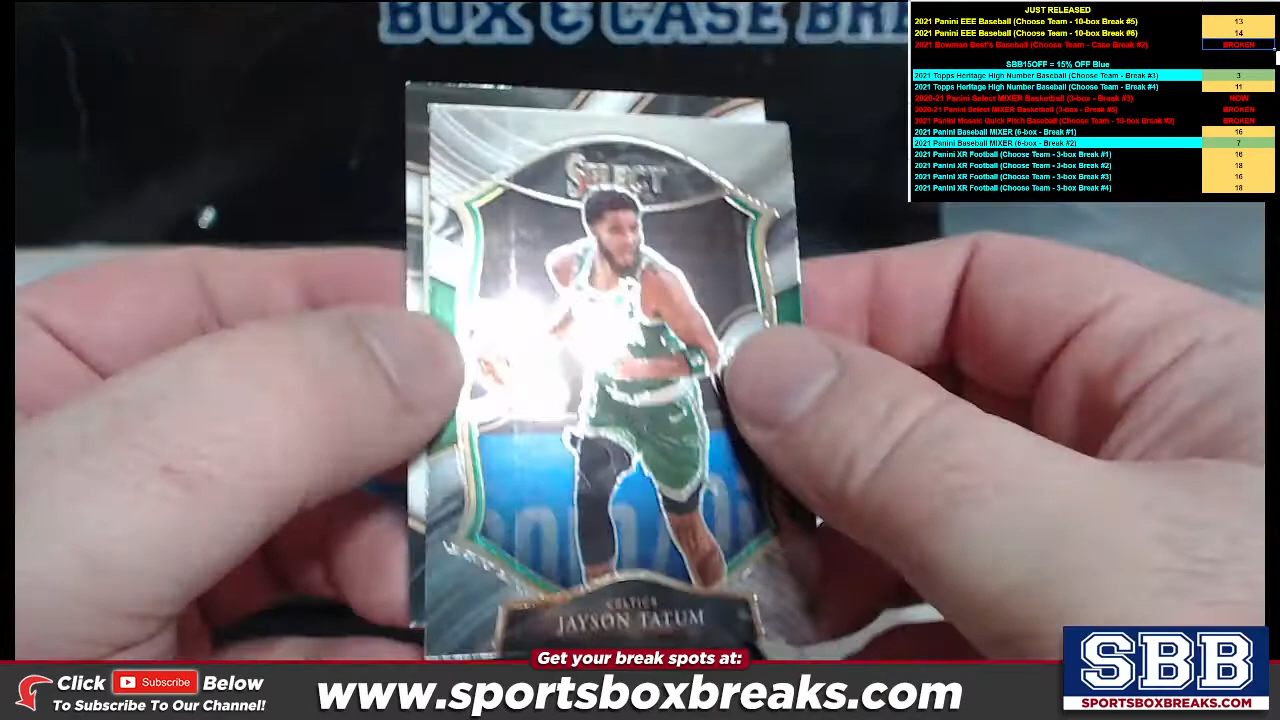 BOX & CASE BRE
JUST RELEASED
2021 Panini EEE Baseball (Choose Team - 10-box Break #5) 13
2021 Panini EEE Baseball (Choose Team - 10-box Break #6) 14
2021 Bowman Best's Baseball (Choose Team - Case Break #2) BROKEN
SBB15OFF = 15% OFF Blue
2021 Topps Heritage High Number Baseball (Choose Team - Break #3) 3
2021 Topps Heritage High Number Baseball (Choose Team - Break #4) 11
2020-21 Panini Select MIXER Basketball (3-box - Break #3) NOW
2020-21 Panini Select MIXER Basketball (3-box - Break #5) BROKEN
2021 Panini Mosaic Quick Pitch Baseball (Choose Team - 10-box Break #2) BROKEN
2021 Panini Baseball MIXER (6-box - Break #1) 16
2021 Panini Baseball MIXER (6-box - Break #2) 7
2021 Panini XR Football (Choose Team - 3-box Break #1) 16
2021 Panini XR Football (Choose Team - 3-box Break #2) 18
2021 Panini XR Football (Choose Team - 3-box Break #3) 16
2021 Panini XR Football (Choose Team - 3-box Break #4) 18
SELECT
CELTICS
JAYSON TATUM
Get your break spots at:
Click Subscribe Below
To Subscribe To Our Channel!
www.sportsboxbreaks.com
SBB
SPORTSBOXBREAKS.COM